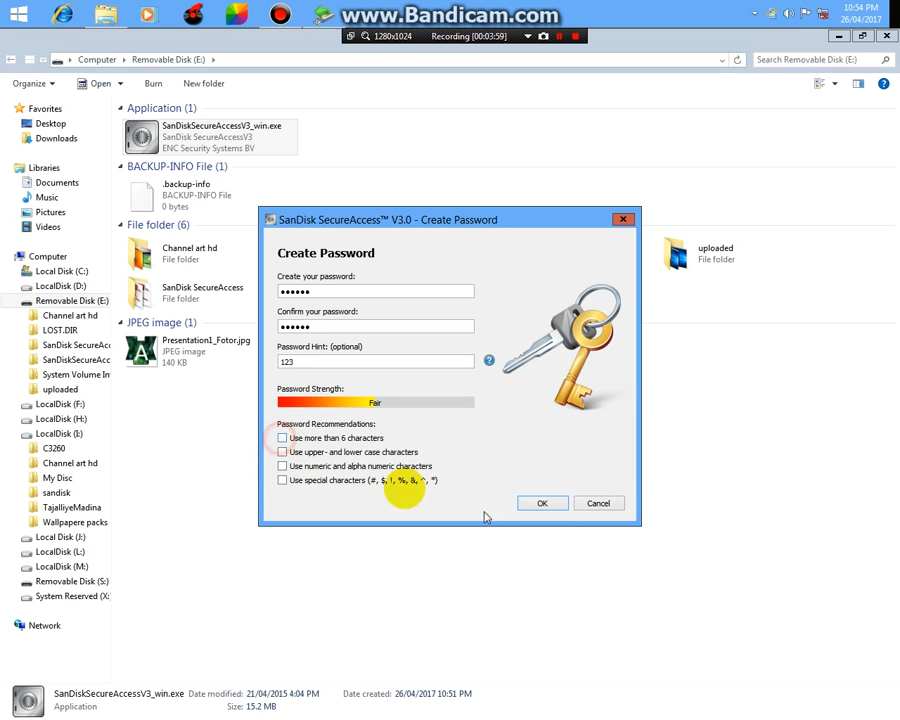 www.Bandicam.com
10:54 PM
26/04/2017
1280x1024
Recording [00:03:59]
Computer
Removable Disk (E:)
Search Removable Disk (E:)
Organize
Open
Burn
New folder
Favorites
Desktop
Downloads
Libraries
Documents
Music
Pictures
Videos
Computer
Local Disk (C:)
LocalDisk (D:)
Removable Disk (E:)
Channel art hd
LOST.DIR
SanDisk SecureAcc
SanDiskSecureAcc
System Volume In
uploaded
LocalDisk (F:)
LocalDisk (H:)
LocalDisk (I:)
C3260
Channel art hd
My Disc
sandisk
TajalliyeMadina
Wallpapere packs
Local Disk (J:)
LocalDisk (L:)
LocalDisk (M:)
Removable Disk (S:)
System Reserved (X:
Network
Application (1)
SanDiskSecureAccessV3_win.exe
SanDisk SecureAccessV3
ENC Security Systems BV
BACKUP-INFO File (1)
.backup-info
BACKUP-INFO File
0 bytes
File folder (6)
Channel art hd
File folder
SanDisk SecureAccess
File folder
uploaded
File folder
JPEG image (1)
Presentation1_Fotor.jpg
JPEG image
140 KB
SanDisk SecureAccess™ V3.0 - Create Password
Create Password
Create your password:
••••••
Confirm your password:
••••••
Password Hint: (optional)
123
Password Strength:
Fair
Password Recommendations:
Use more than 6 characters
Use upper- and lower case characters
Use numeric and alpha numeric characters
Use special characters (#, $, !, %, &, ^, *)
OK
Cancel
SanDiskSecureAccessV3_win.exe
Date modified: 21/04/2015 4:04 PM
Date created: 26/04/2017 10:51 PM
Application
Size: 15.2 MB